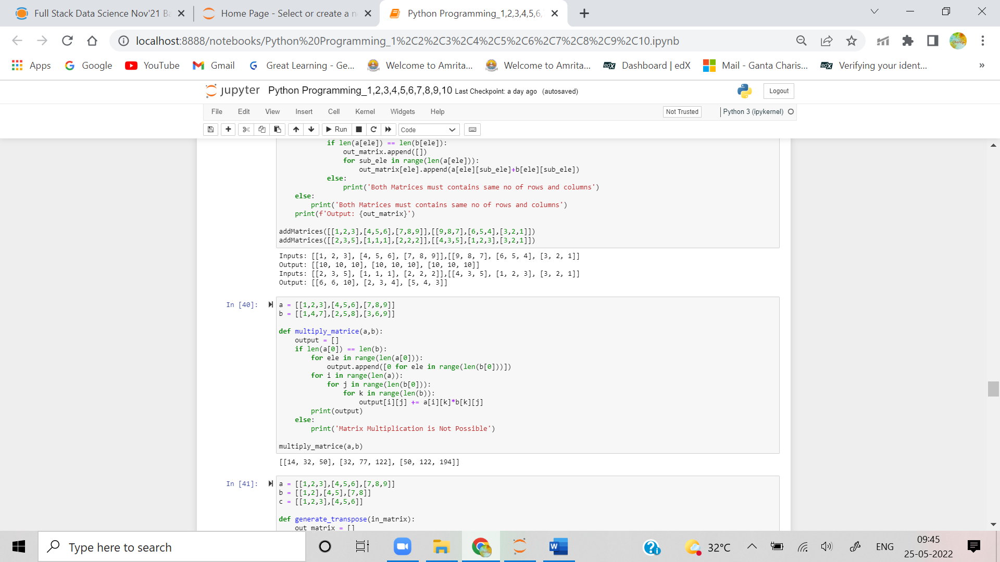 Full Stack Data Science Nov'21 Ba
Home Page - Select or create a n
Python Programming_1,2,3,4,5,6,
localhost:8888/notebooks/Python%20Programming_1%2C2%2C3%2C4%2C5%2C6%2C7%2C8%2C9%2C10.ipynb
Apps Google YouTube Gmail Great Learning - Ge... Welcome to Amrita... Welcome to Amrita... edX Dashboard | edX Mail - Ganta Charis... edX Verifying your ident... »
jupyter Python Programming_1,2,3,4,5,6,7,8,9,10 Last Checkpoint: a day ago (autosaved) Logout
File Edit View Insert Cell Kernel Widgets Help Not Trusted Python 3 (ipykernel)
Run Code
if len(a[ele]) == len(b[ele]):
out_matrix.append([])
for sub_ele in range(len(a[ele])):
out_matrix[ele].append(a[ele][sub_ele]+b[ele][sub_ele])
else:
print('Both Matrices must contains same no of rows and columns')
else:
print('Both Matrices must contains same no of rows and columns')
print(f'Output: {out_matrix}')
addMatrices([[1,2,3],[4,5,6],[7,8,9]],[[9,8,7],[6,5,4],[3,2,1]])
addMatrices([[2,3,5],[1,1,1],[2,2,2]],[[4,3,5],[1,2,3],[3,2,1]])
Inputs: [[1, 2, 3], [4, 5, 6], [7, 8, 9]],[[9, 8, 7], [6, 5, 4], [3, 2, 1]]
Output: [[10, 10, 10], [10, 10, 10], [10, 10, 10]]
Inputs: [[2, 3, 5], [1, 1, 1], [2, 2, 2]],[[4, 3, 5], [1, 2, 3], [3, 2, 1]]
Output: [[6, 6, 10], [2, 3, 4], [5, 4, 3]]
In [40]: a = [[1,2,3],[4,5,6],[7,8,9]]
b = [[1,4,7],[2,5,8],[3,6,9]]
def multiply_matrice(a,b):
output = []
if len(a[0]) == len(b):
for ele in range(len(a[0])):
output.append([0 for ele in range(len(b[0]))])
for i in range(len(a)):
for j in range(len(b[0])):
for k in range(len(b)):
output[i][j] += a[i][k]*b[k][j]
print(output)
else:
print('Matrix Multiplication is Not Possible')
multiply_matrice(a,b)
[[14, 32, 50], [32, 77, 122], [50, 122, 194]]
In [41]: a = [[1,2,3],[4,5,6],[7,8,9]]
b = [[1,2],[4,5],[7,8]]
c = [[1,2,3],[4,5,6]]
def generate_transpose(in_matrix):
out_matrix = []
Type here to search
32°C
ENG
09:45
25-05-2022